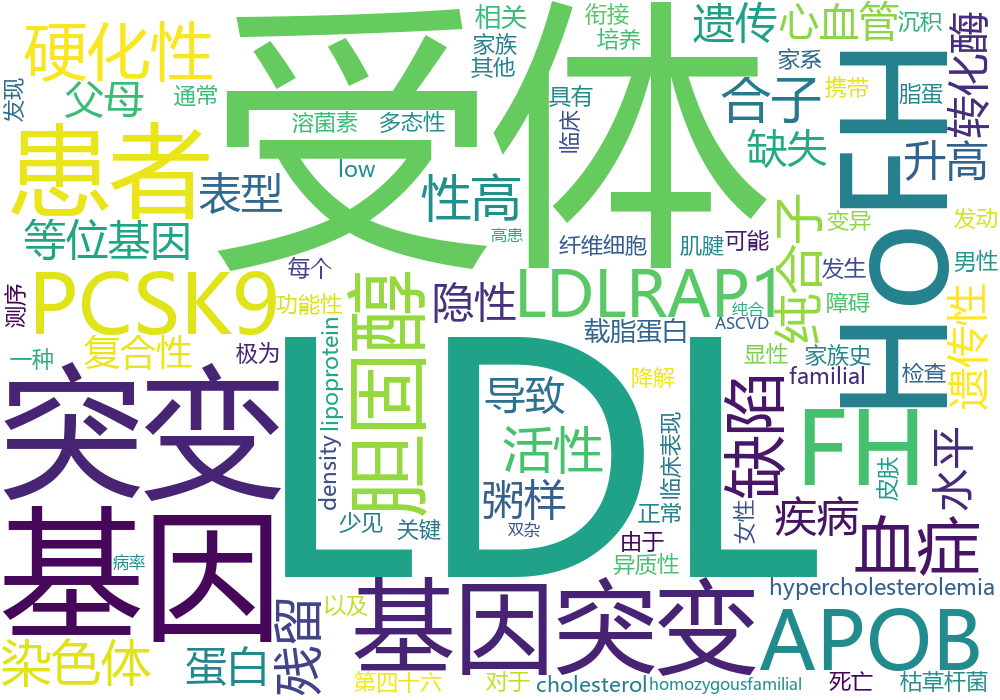 硬化性
受体
相关
衔接
遗传
心血管
沉积
转化酶
家族
培养
其他
家系
父母
通常
发现
合子
携带
脂蛋
患者
溶菌素
多态性
具有
临床
缺失
升高
HOFH
表型
low
性高
等位基因
高患
纤维细胞
肌腱
可能
纯合子
变异
发动
每个
发生
男性
PCSK9
测序
功能性
胆固醇
隐性
LDLRAP1
纯合
ASCVD
障碍
遗传性
载脂蛋白
复合性
一种
极为
lipoprotein
LDL
显性
家族史
检查
导致
降解
familial
突变
活性
缺陷
FH
density
临床表现
水平
皮肤
粥样
正常
女性
疾病
血症
少见
关键
双杂
由于
基因
病率
异质性
hypercholesterolemia
残留
以及
基因突变
APOB
染色体
蛋白
第四十六
对于
cholesterol
homozygousfamilial
死亡
枯草杆菌